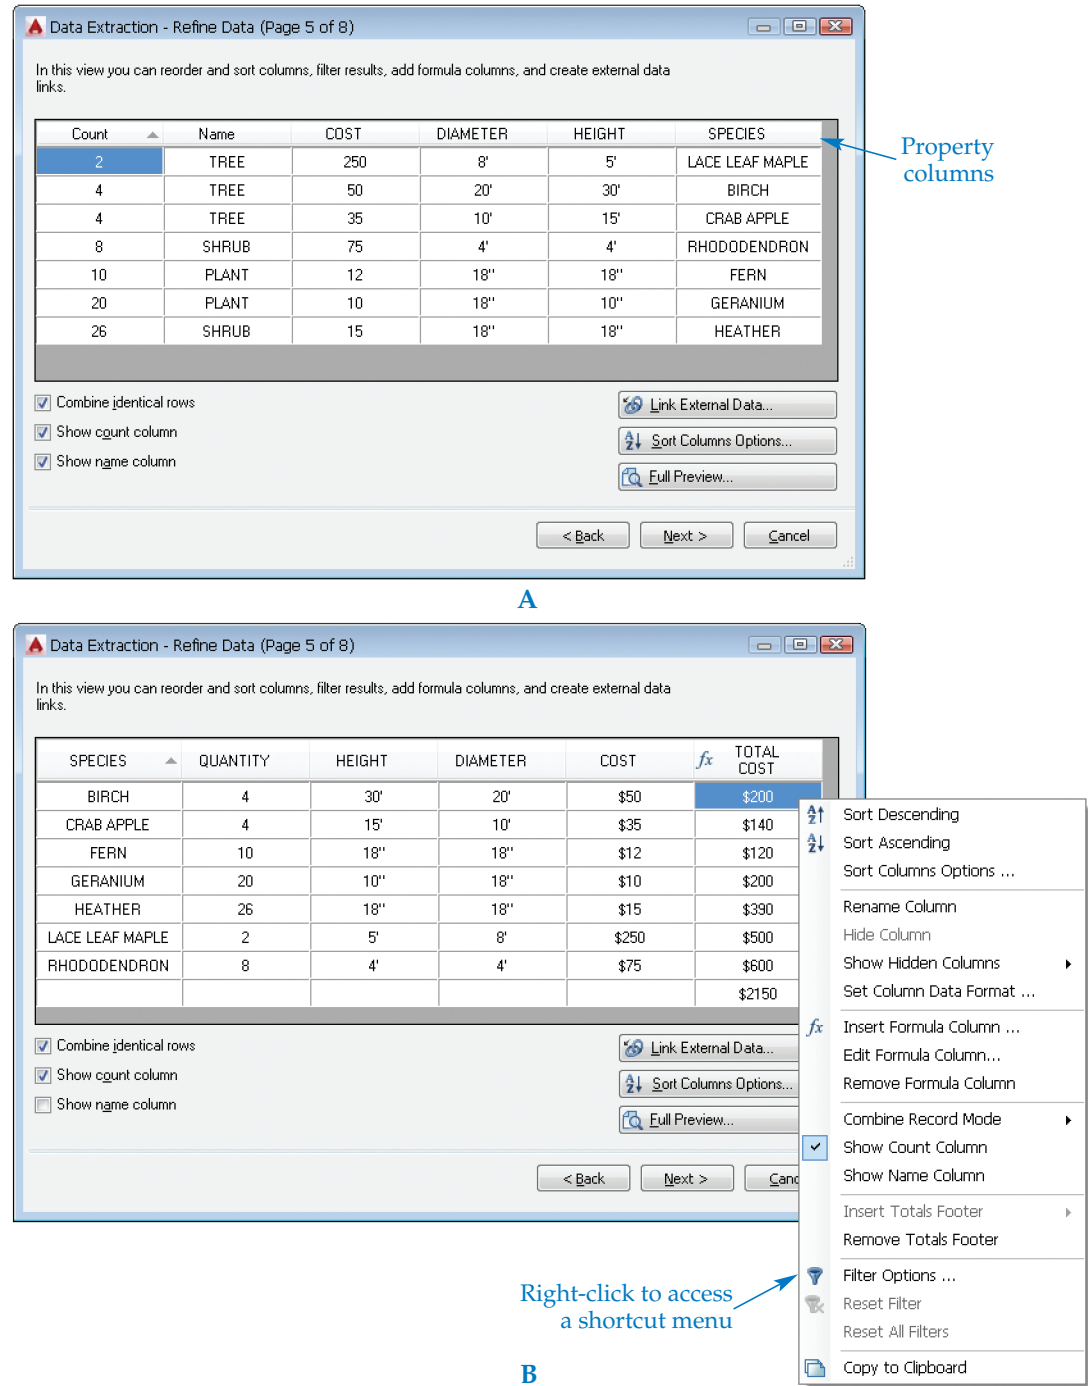 Data Extraction - Refine Data (Page 5 of 8)
In this view you can reorder and sort columns, filter results, add formula columns, and create external data
links.
Count Name COST DIAMETER HEIGHT SPECIES
2 TREE 250 8' 5' LACE LEAF MAPLE
4 TREE 50 20' 30' BIRCH
4 TREE 35 10' 15' CRAB APPLE
8 SHRUB 75 4' 4' RHODODENDRON
10 PLANT 12 18" 18" FERN
20 PLANT 10 18" 10" GERANIUM
26 SHRUB 15 18" 18" HEATHER
Property
columns
Combine identical rows
Show count column
Show name column
Link External Data...
Sort Columns Options...
Full Preview...
< Back Next > Cancel
A
Data Extraction - Refine Data (Page 5 of 8)
In this view you can reorder and sort columns, filter results, add formula columns, and create external data
links.
SPECIES QUANTITY HEIGHT DIAMETER COST fx TOTAL
COST
BIRCH 4 30' 20' $50 $200
CRAB APPLE 4 15' 10' $35 $140
FERN 10 18" 18" $12 $120
GERANIUM 20 10" 18" $10 $200
HEATHER 26 18" 18" $15 $390
LACE LEAF MAPLE 2 5' 8' $250 $500
RHODODENDRON 8 4' 4' $75 $600
$2150
Combine identical rows
Show count column
Show name column
Link External Data...
Sort Columns Options...
Full Preview...
< Back Next > Canc
Sort Descending
Sort Ascending
Sort Columns Options ...
Rename Column
Hide Column
Show Hidden Columns
Set Column Data Format ...
fx Insert Formula Column ...
Edit Formula Column...
Remove Formula Column
Combine Record Mode
Show Count Column
Show Name Column
Insert Totals Footer
Remove Totals Footer
Filter Options ...
Reset Filter
Reset All Filters
Copy to Clipboard
Right-click to access
a shortcut menu
B